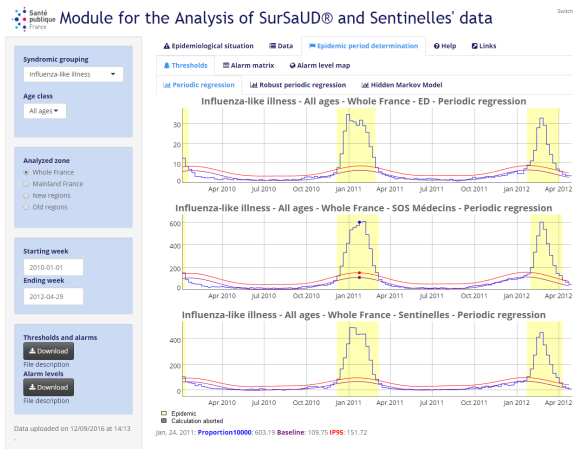 Santé
publique
France
Module for the Analysis of SurSaUD® and Sentinelles' data
Switch
Epidemiological situation Data Epidemic period determination Help Links
Thresholds Alarm matrix Alarm level map
Periodic regression Robust periodic regression Hidden Markov Model
Syndromic grouping
Influenza-like illness
Age class
All ages
Analyzed zone
Whole France
Mainland France
New regions
Old regions
Starting week
2010-01-01
Ending week
2012-04-29
Thresholds and alarms
Download
File description
Alarm levels
Download
File description
Data uploaded on 12/09/2016 at 14:13
.
Influenza-like illness - All ages - Whole France - ED - Periodic regression
30
20
10
0
Apr 2010 Jul 2010 Oct 2010 Jan 2011 Apr 2011 Jul 2011 Oct 2011 Jan 2012 Apr 2012
Influenza-like illness - All ages - Whole France - SOS Médecins - Periodic regression
600
400
200
0
Apr 2010 Jul 2010 Oct 2010 Jan 2011 Apr 2011 Jul 2011 Oct 2011 Jan 2012 Apr 2012
Influenza-like illness - All ages - Whole France - Sentinelles - Periodic regression
400
200
0
Apr 2010 Jul 2010 Oct 2010 Jan 2011 Apr 2011 Jul 2011 Oct 2011 Jan 2012 Apr 2012
Epidemic
Calculation aborted
Jan, 24, 2011: Proportion10000: 603.19 Baseline: 109.75 IP95: 151.72